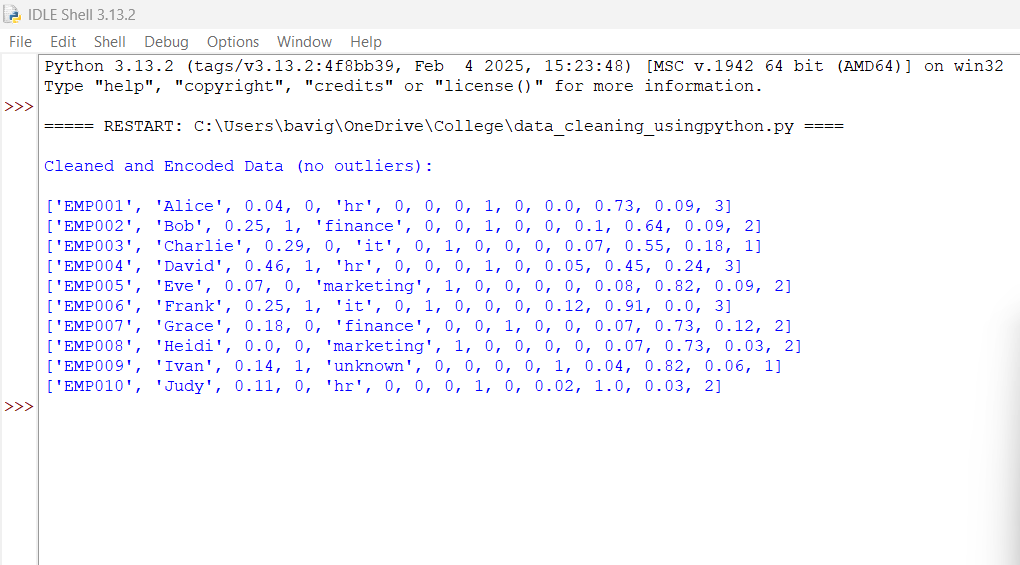 IDLE Shell 3.13.2
File Edit Shell Debug Options Window Help
Python 3.13.2 (tags/v3.13.2:4f8bb39, Feb  4 2025, 15:23:48) [MSC v.1942 64 bit (AMD64)] on win32
Type "help", "copyright", "credits" or "license()" for more information.
>>>
===== RESTART: C:\Users\bavig\OneDrive\College\data_cleaning_usingpython.py ====
Cleaned and Encoded Data (no outliers):
['EMP001', 'Alice', 0.04, 0, 'hr', 0, 0, 0, 1, 0, 0.0, 0.73, 0.09, 3]
['EMP002', 'Bob', 0.25, 1, 'finance', 0, 0, 1, 0, 0, 0.1, 0.64, 0.09, 2]
['EMP003', 'Charlie', 0.29, 0, 'it', 0, 1, 0, 0, 0, 0.07, 0.55, 0.18, 1]
['EMP004', 'David', 0.46, 1, 'hr', 0, 0, 0, 1, 0, 0.05, 0.45, 0.24, 3]
['EMP005', 'Eve', 0.07, 0, 'marketing', 1, 0, 0, 0, 0, 0.08, 0.82, 0.09, 2]
['EMP006', 'Frank', 0.25, 1, 'it', 0, 1, 0, 0, 0, 0.12, 0.91, 0.0, 3]
['EMP007', 'Grace', 0.18, 0, 'finance', 0, 0, 1, 0, 0, 0.07, 0.73, 0.12, 2]
['EMP008', 'Heidi', 0.0, 0, 'marketing', 1, 0, 0, 0, 0, 0.07, 0.73, 0.03, 2]
['EMP009', 'Ivan', 0.14, 1, 'unknown', 0, 0, 0, 0, 1, 0.04, 0.82, 0.06, 1]
['EMP010', 'Judy', 0.11, 0, 'hr', 0, 0, 0, 1, 0, 0.02, 1.0, 0.03, 2]
>>>